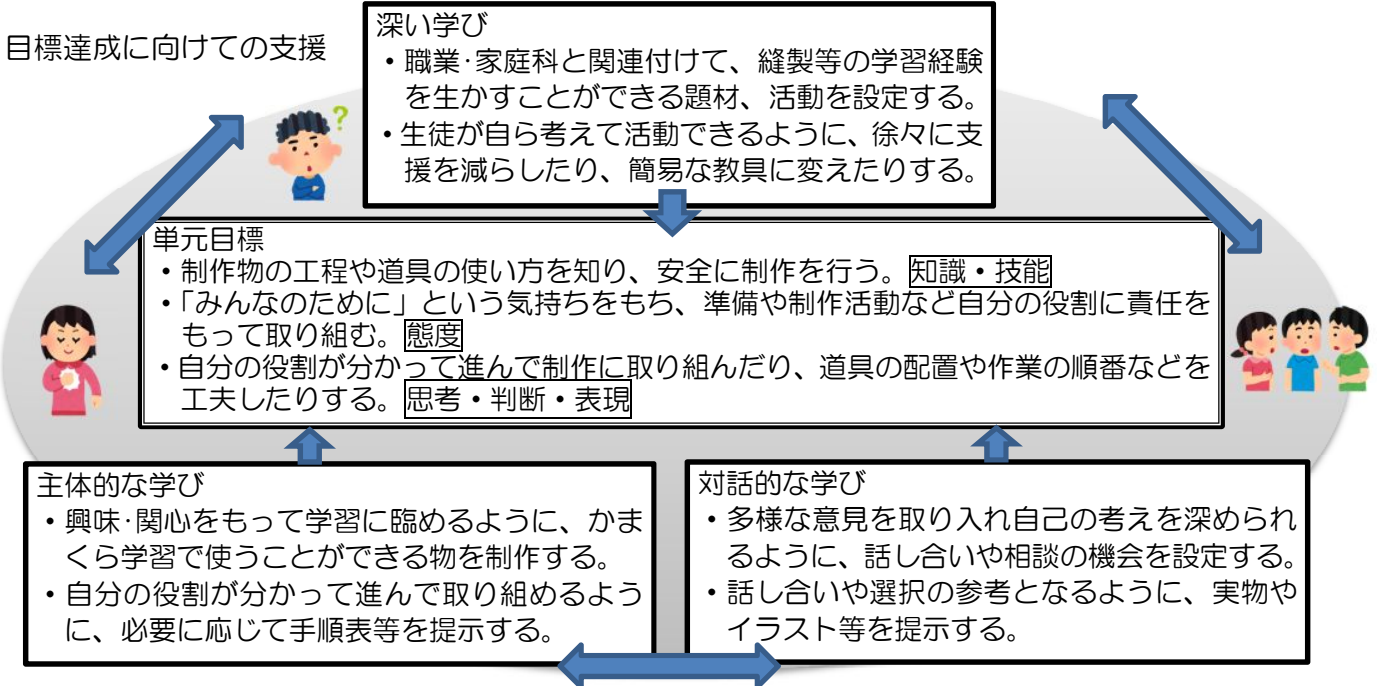 目標達成に向けての支援
深い学び
・職業・家庭科と関連付けて、縫製等の学習経験
を生かすことができる題材、活動を設定する。
・生徒が自ら考えて活動できるように、徐々に支
援を減らしたり、簡易な教具に変えたりする。
?
単元目標
・制作物の工程や道具の使い方を知り、安全に制作を行う。知識・技能
・「みんなのために」という気持ちをもち、準備や制作活動など自分の役割に責任を
もって取り組む。態度
・自分の役割が分かって進んで制作に取り組んだり、道具の配置や作業の順番などを
工夫したりする。思考・判断・表現
主体的な学び
・興味・関心をもって学習に臨めるように、かま
くら学習で使うことができる物を制作する。
・自分の役割が分かって進んで取り組めるよう
に、必要に応じて手順表等を提示する。
対話的な学び
・多様な意見を取り入れ自己の考えを深められ
るように、話し合いや相談の機会を設定する。
・話し合いや選択の参考となるように、実物や
イラスト等を提示する。